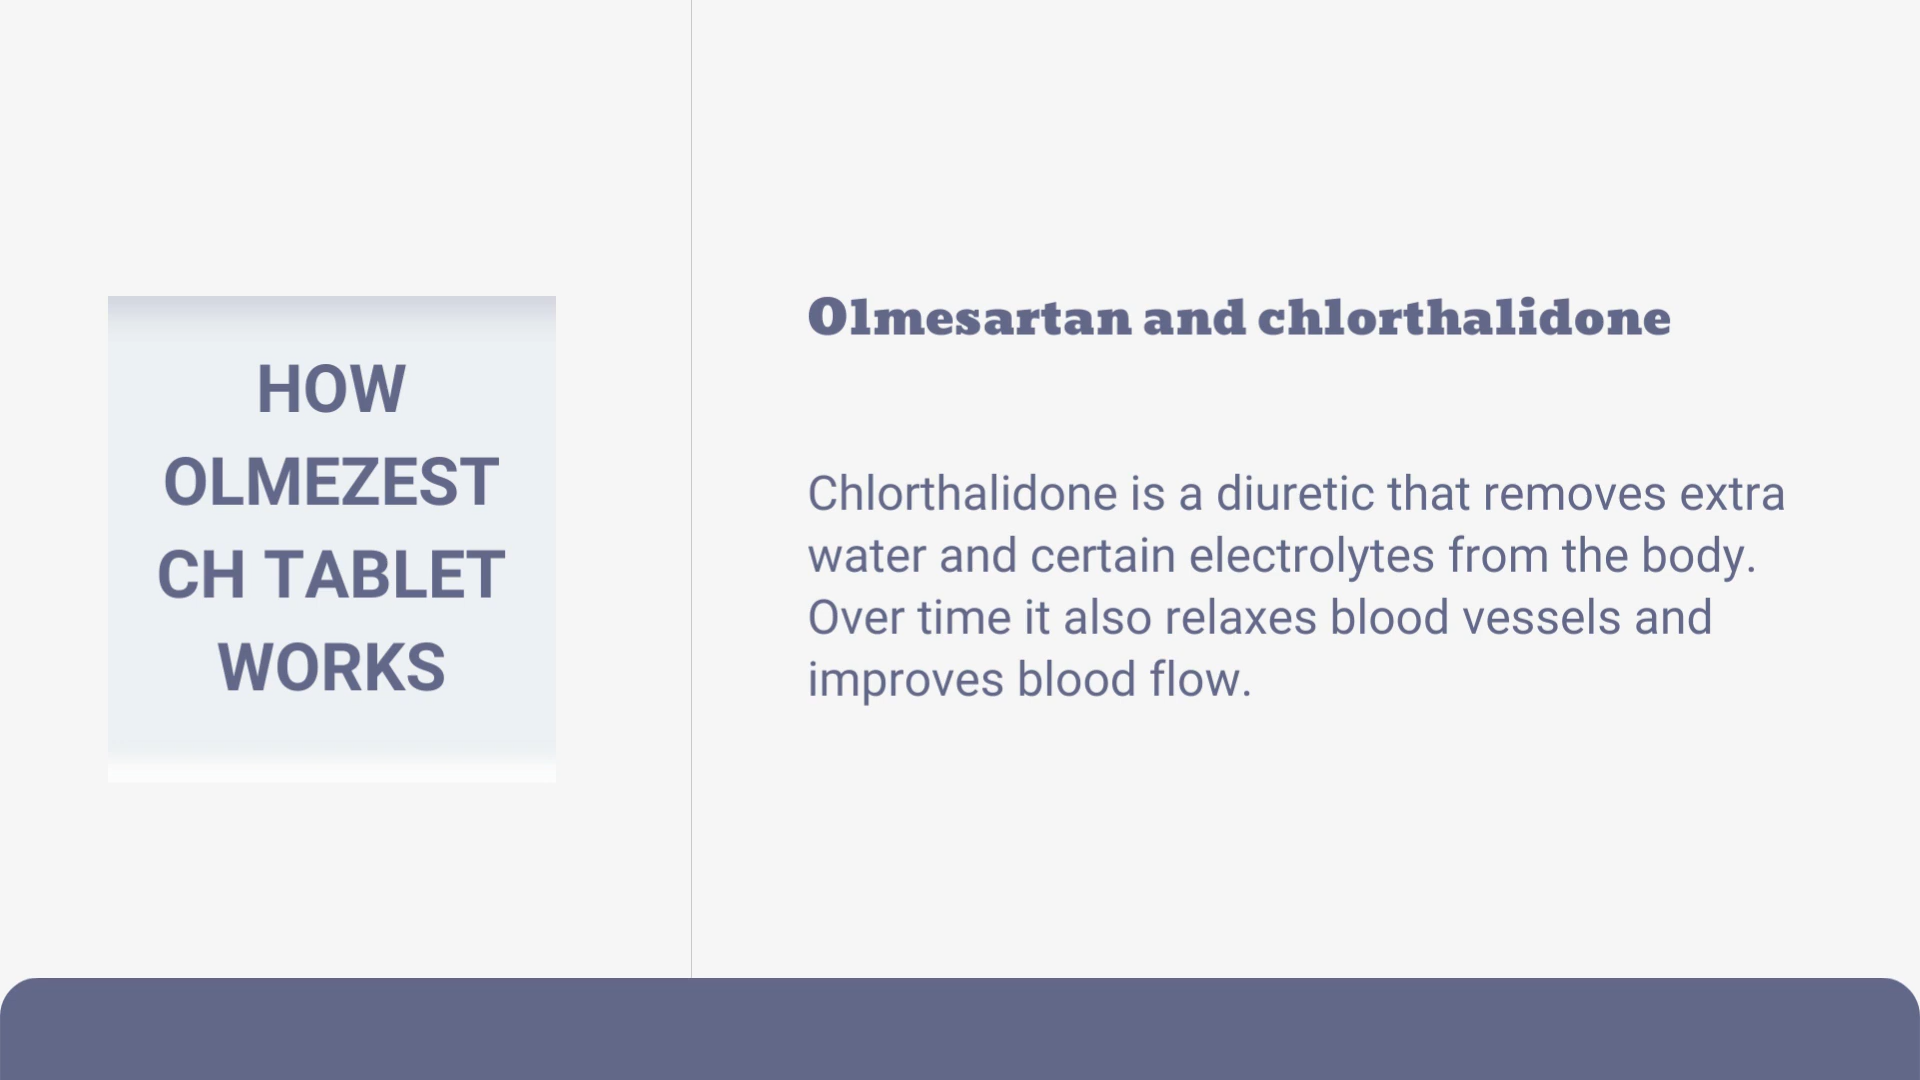 HOW
OLMEZEST
CH TABLET
WORKS
Olmesartan and chlorthalidone
Chlorthalidone is a diuretic that removes extra
water and certain electrolytes from the body.
Over time it also relaxes blood vessels and
improves blood flow.